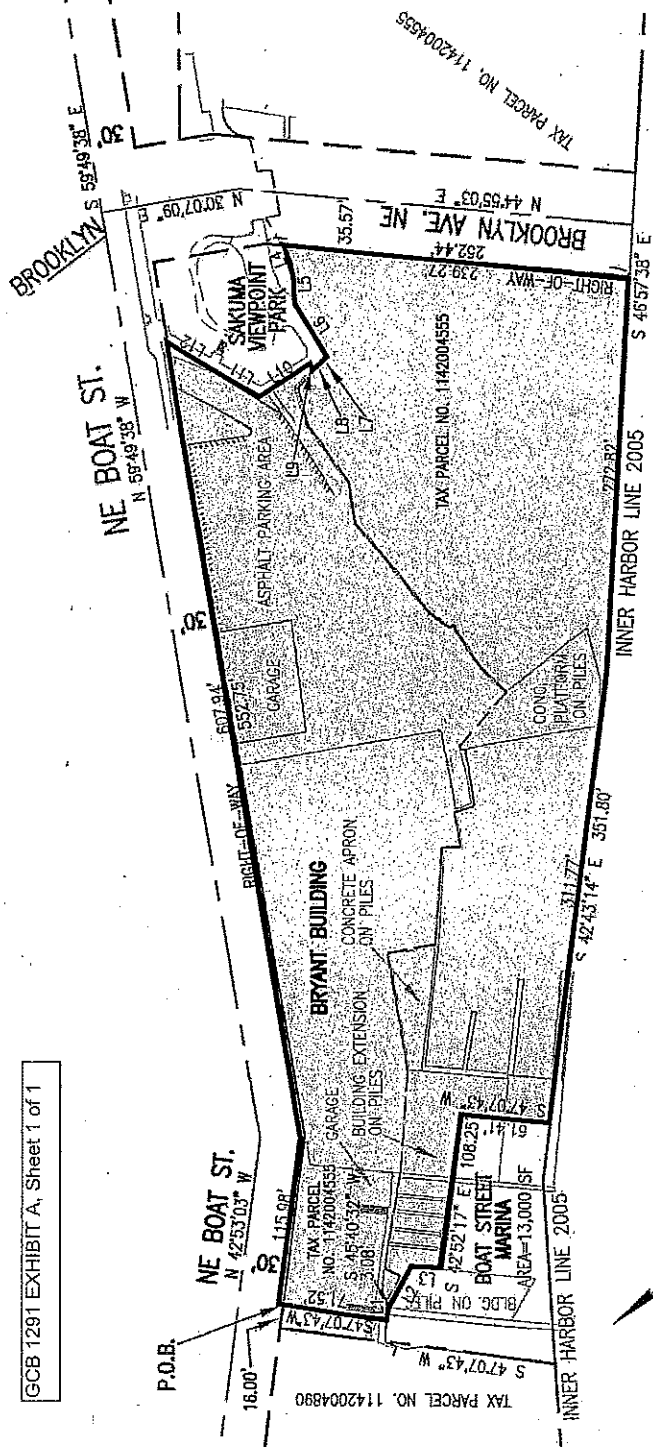 GCB 1291 EXHIBIT A, Sheet 1 of 1
P.O.B.
16.00'
NE BOAT ST.
N 42°53'03" W
30'
115.98'
TAX PARCEL
NO. 1142004555
S 45°40'32" W
3.08'
71.52
S47°07'43"W
S 47°07'43" W
TAX PARCEL NO. 1142004890
GARAGE
BUILDING EXTENSION
ON PILES
BRYANT BUILDING
CONCRETE APRON
ON PILES
L3
S 42°52'17" E
108.25'
61.41'
S 47°07'43" W
BOAT STREET
MARINA
AREA=13,000 SF
BLDG. ON PILES
INNER HARBOR LINE 2005
RIGHT-OF-WAY
607.94'
552.75'
30'
NE BOAT ST.
N 59°49'38" W
GARAGE
ASPHALT PARKING AREA
CONC.
PLATFORM
ON PILES
311.77'
S 42°43'14" E 351.80'
INNER HARBOR LINE 2005
272.82'
S 46°57'38" E
TAX PARCEL NO. 1142004555
L12
L11
L10
L9
L8
L7
L6
L5
SAKUMA
VIEWPOINT
PARK
BROOKLYN
S 59°49'38" E
30'
N 30°07'09" E
35.57'
239.27'
252.44'
RIGHT-OF-WAY
BROOKLYN AVE. NE
N 44°55'03" E
TAX PARCEL NO. 1142004555